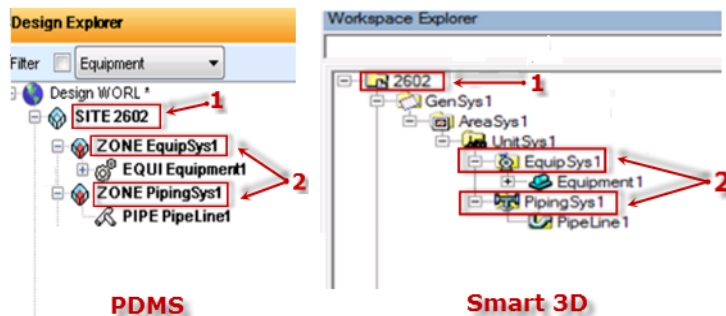 Design Explorer
Filter
Equipment
Design WORL *
SITE 2602
1
ZONE EquipSys1
EQUI Equipment1
2
ZONE PipingSys1
PIPE PipeLine1
PDMS
Workspace Explorer
2602
1
GenSys1
AreaSys1
UnitSys1
EquipSys1
Equipment1
2
PipingSys1
PipeLine1
Smart 3D